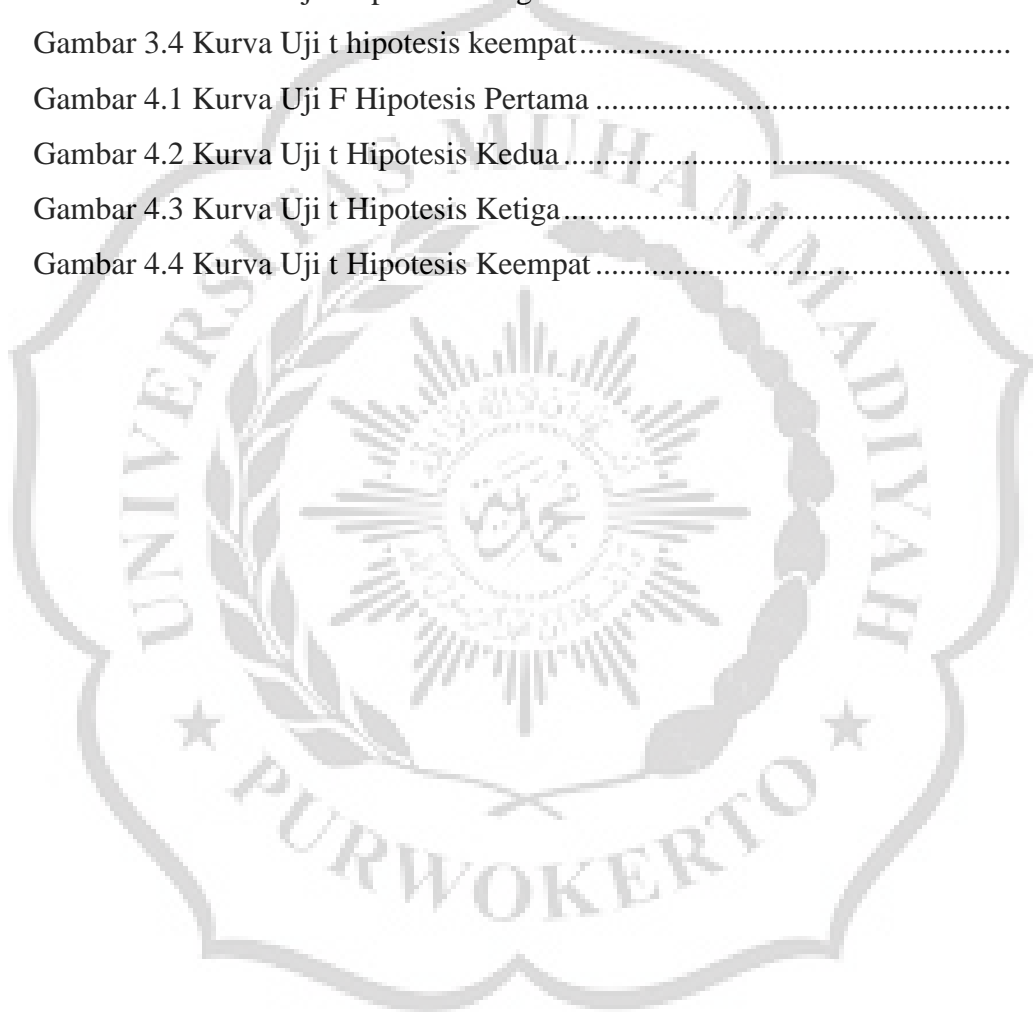 Gambar 3.4 Kurva Uji t hipotesis keempat....................................................
Gambar 4.1 Kurva Uji F Hipotesis Pertama ..................................................
Gambar 4.2 Kurva Uji t Hipotesis Kedua......................................................
Gambar 4.3 Kurva Uji t Hipotesis Ketiga......................................................
Gambar 4.4 Kurva Uji t Hipotesis Keempat ..................................................
UNIVERSITAS MUHAMMADIYAH
PURWOKERTO